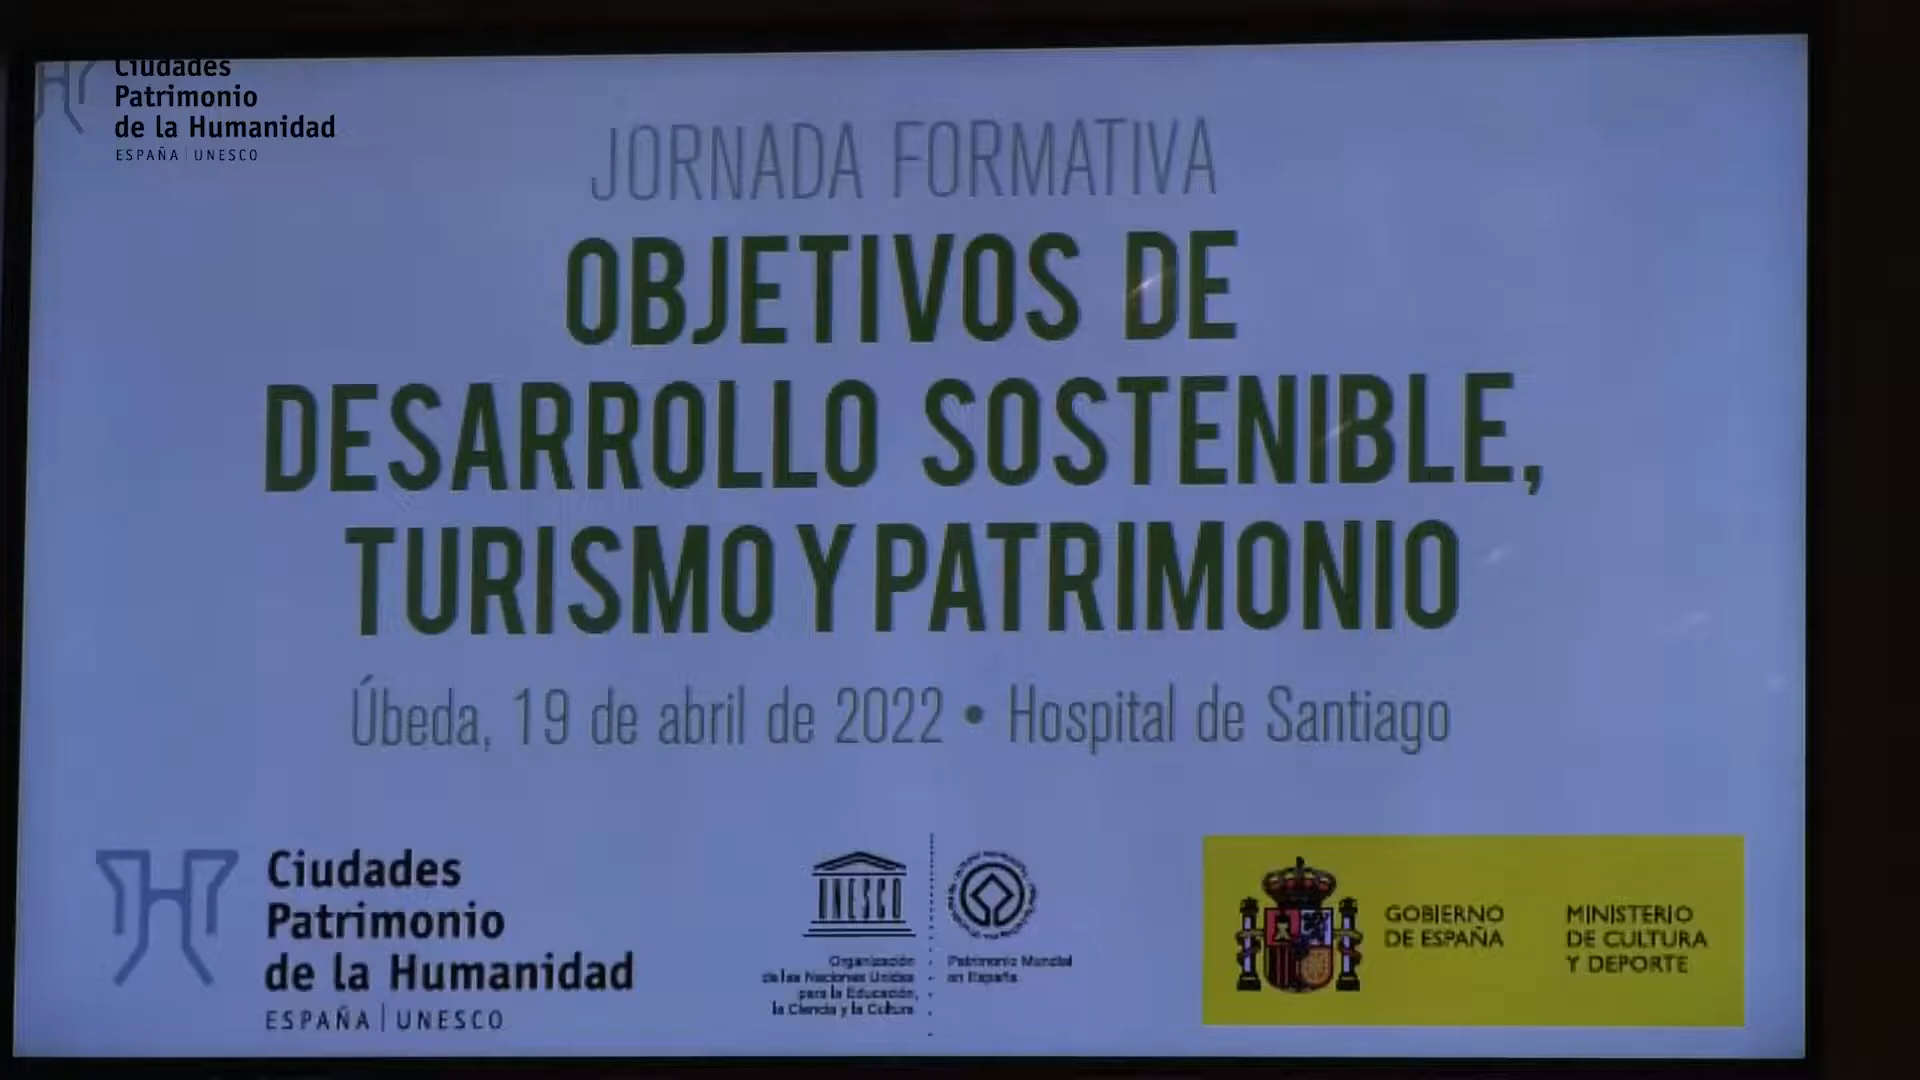 Ciudades
Patrimonio
de la Humanidad
ESPAÑA | UNESCO
JORNADA FORMATIVA
OBJETIVOS DE
DESARROLLO SOSTENIBLE,
TURISMO Y PATRIMONIO
Úbeda, 19 de abril de 2022 • Hospital de Santiago
Ciudades
Patrimonio
de la Humanidad
ESPAÑA | UNESCO
UNESCO
Organización
de las Naciones Unidas
para la Educación,
la Ciencia y la Cultura
Patrimonio Mundial
en España
GOBIERNO
DE ESPAÑA
MINISTERIO
DE CULTURA
Y DEPORTE